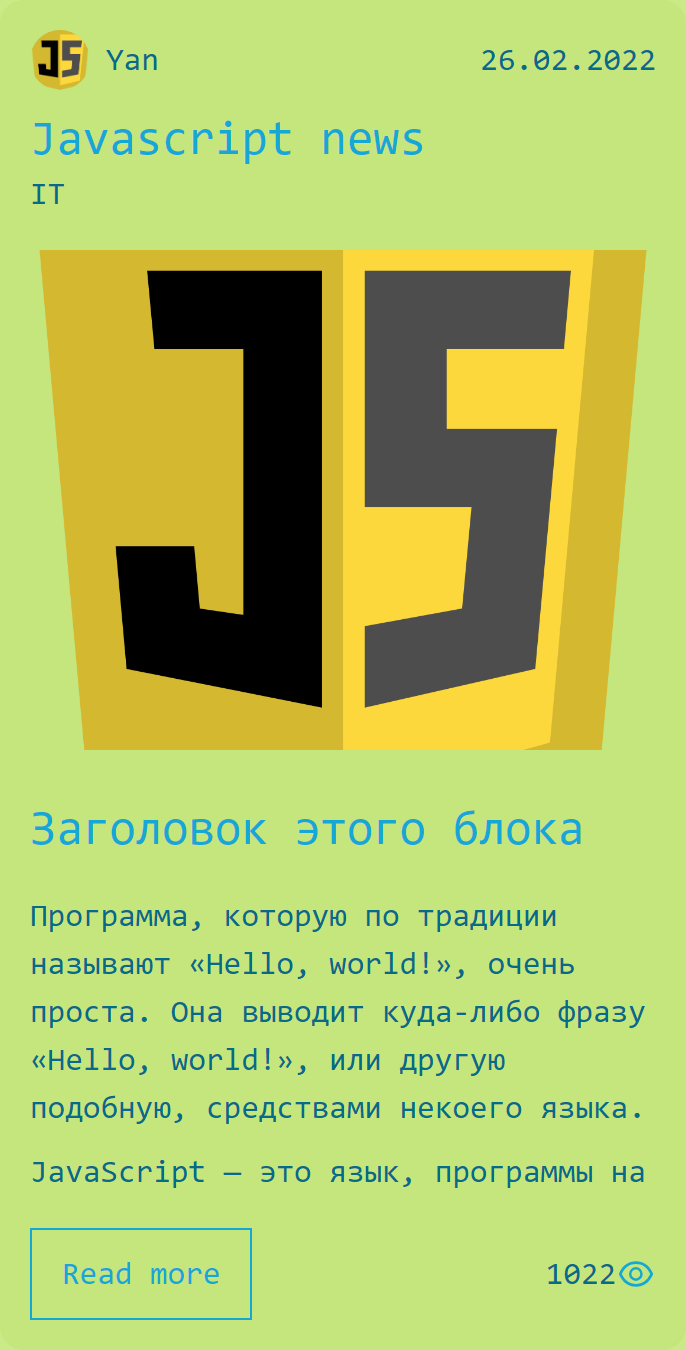 JS Yan 26.02.2022
Javascript news
IT
JS
Заголовок этого блока
Программа, которую по традиции
называют «Hello, world!», очень
проста. Она выводит куда-либо фразу
«Hello, world!», или другую
подобную, средствами некоего языка.
JavaScript — это язык, программы на
Read more 1022